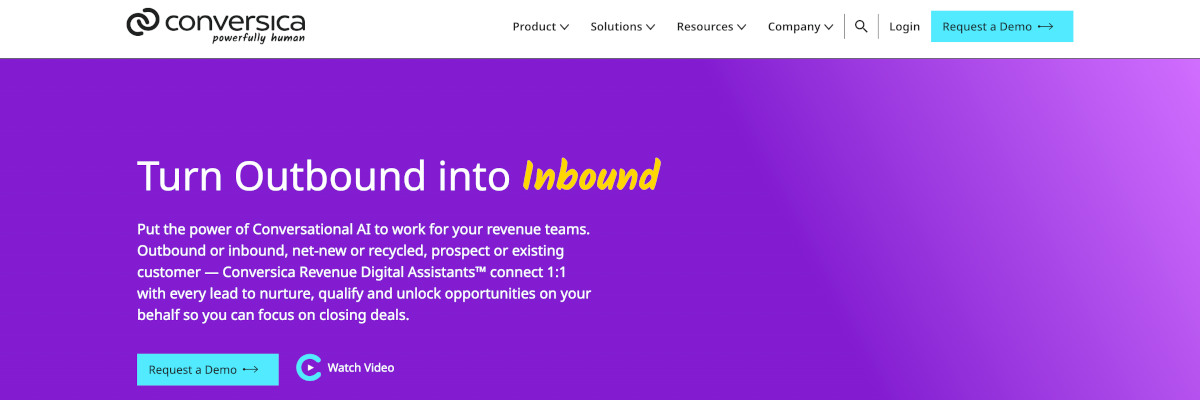 conversica
powerfully human
Product
Solutions
Resources
Company
Login
Request a Demo
Turn Outbound into Inbound
Put the power of Conversational AI to work for your revenue teams.
Outbound or inbound, net-new or recycled, prospect or existing
customer — Conversica Revenue Digital Assistants™ connect 1:1
with every lead to nurture, qualify and unlock opportunities on your
behalf so you can focus on closing deals.
Request a Demo
Watch Video